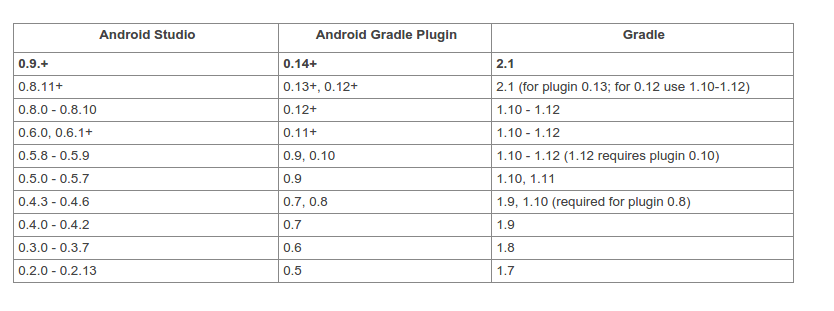 Android Studio Android Gradle Plugin Gradle
0.9.+ 0.14+ 2.1
0.8.11+ 0.13+, 0.12+ 2.1 (for plugin 0.13; for 0.12 use 1.10-1.12)
0.8.0 - 0.8.10 0.12+ 1.10 - 1.12
0.6.0, 0.6.1+ 0.11+ 1.10 - 1.12
0.5.8 - 0.5.9 0.9, 0.10 1.10 - 1.12 (1.12 requires plugin 0.10)
0.5.0 - 0.5.7 0.9 1.10, 1.11
0.4.3 - 0.4.6 0.7, 0.8 1.9, 1.10 (required for plugin 0.8)
0.4.0 - 0.4.2 0.7 1.9
0.3.0 - 0.3.7 0.6 1.8
0.2.0 - 0.2.13 0.5 1.7